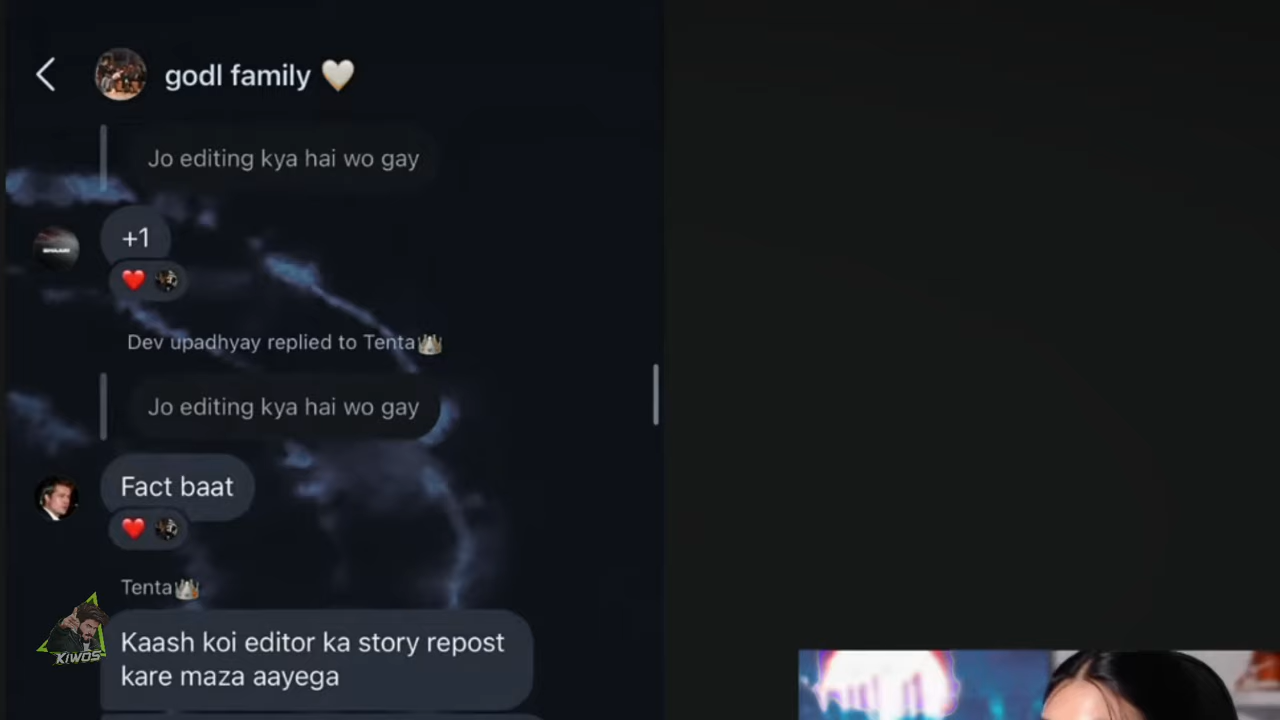 godl family 🤍
Jo editing kya hai wo gay
+1
Dev upadhyay replied to Tenta👑
Jo editing kya hai wo gay
Fact baat
Tenta👑
Kaash koi editor ka story repost
kare maza aayega
KIWOS